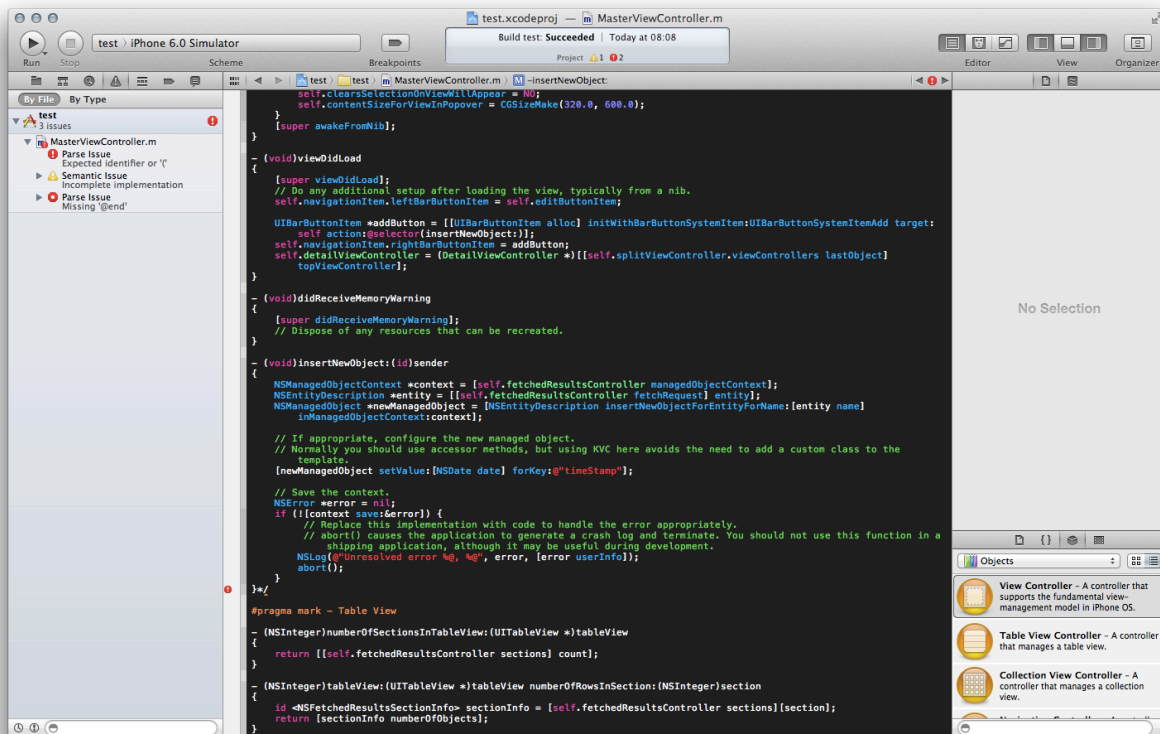 test.xcodeproj — MasterViewController.m
test › iPhone 6.0 Simulator
Build test: Succeeded | Today at 08:08
Project 1 2
Run Stop Scheme Breakpoints Editor View Organizer
test › test › MasterViewController.m › -insertNewObject:
By File By Type
test
3 issues
MasterViewController.m
Parse Issue
Expected identifier or '('
Semantic Issue
Incomplete implementation
Parse Issue
Missing '@end'
self.clearsSelectionOnViewWillAppear = NO;
self.contentSizeForViewInPopover = CGSizeMake(320.0, 600.0);
}
[super awakeFromNib];
}
- (void)viewDidLoad
{
[super viewDidLoad];
// Do any additional setup after loading the view, typically from a nib.
self.navigationItem.leftBarButtonItem = self.editButtonItem;
UIBarButtonItem *addButton = [[UIBarButtonItem alloc] initWithBarButtonSystemItem:UIBarButtonSystemItemAdd target:
self action:@selector(insertNewObject:)];
self.navigationItem.rightBarButtonItem = addButton;
self.detailViewController = (DetailViewController *)[[self.splitViewController.viewControllers lastObject]
topViewController];
}
- (void)didReceiveMemoryWarning
{
[super didReceiveMemoryWarning];
// Dispose of any resources that can be recreated.
}
- (void)insertNewObject:(id)sender
{
NSManagedObjectContext *context = [self.fetchedResultsController managedObjectContext];
NSEntityDescription *entity = [[self.fetchedResultsController fetchRequest] entity];
NSManagedObject *newManagedObject = [NSEntityDescription insertNewObjectForEntityForName:[entity name]
inManagedObjectContext:context];
// If appropriate, configure the new managed object.
// Normally you should use accessor methods, but using KVC here avoids the need to add a custom class to the
template.
[newManagedObject setValue:[NSDate date] forKey:@"timeStamp"];
// Save the context.
NSError *error = nil;
if (![context save:&error]) {
// Replace this implementation with code to handle the error appropriately.
// abort() causes the application to generate a crash log and terminate. You should not use this function in a
shipping application, although it may be useful during development.
NSLog(@"Unresolved error %@, %@", error, [error userInfo]);
abort();
}
}*/
#pragma mark - Table View
- (NSInteger)numberOfSectionsInTableView:(UITableView *)tableView
{
return [[self.fetchedResultsController sections] count];
}
- (NSInteger)tableView:(UITableView *)tableView numberOfRowsInSection:(NSInteger)section
{
id <NSFetchedResultsSectionInfo> sectionInfo = [self.fetchedResultsController sections][section];
return [sectionInfo numberOfObjects];
}
No Selection
{}
Objects
View Controller - A controller that
supports the fundamental view-
management model in iPhone OS.
Table View Controller - A controller
that manages a table view.
Collection View Controller - A
controller that manages a collection
view.